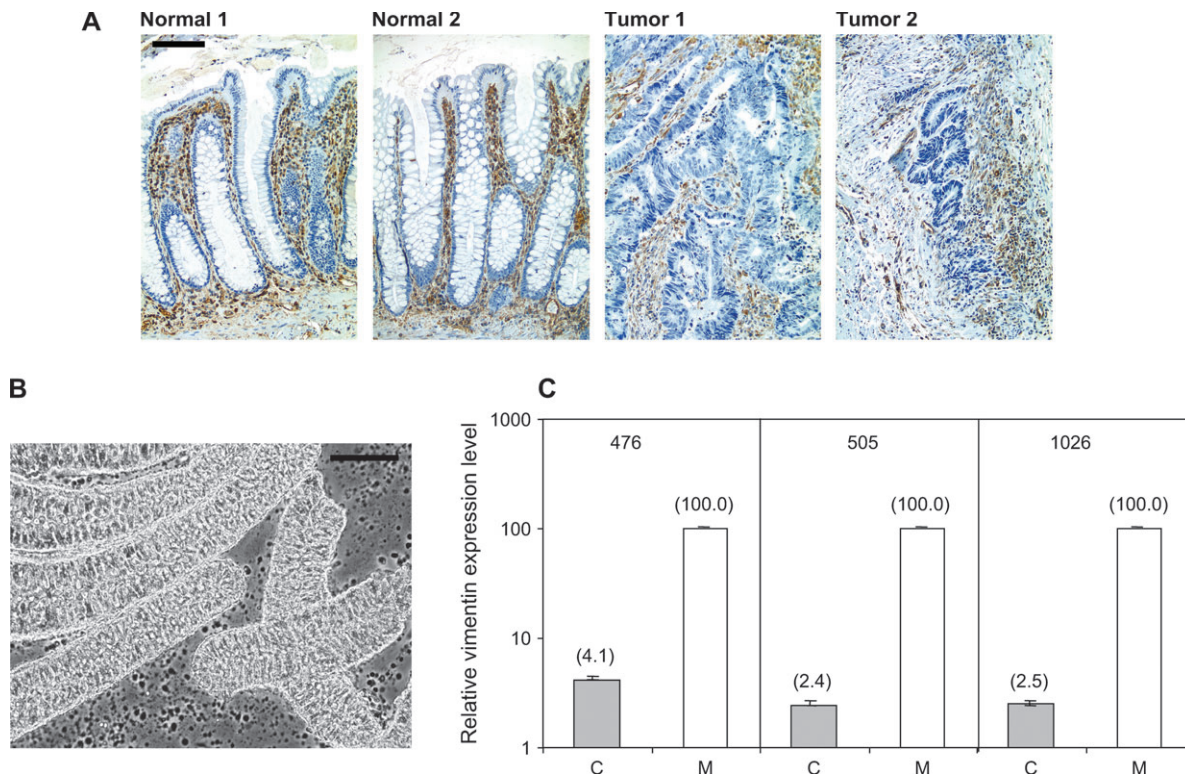 A
Normal 1
Normal 2
Tumor 1
Tumor 2
B
C
Relative vimentin expression level
1000
100
10
1
476
505
1026
(4.1)
(100.0)
(2.4)
(100.0)
(2.5)
(100.0)
C
M
C
M
C
M